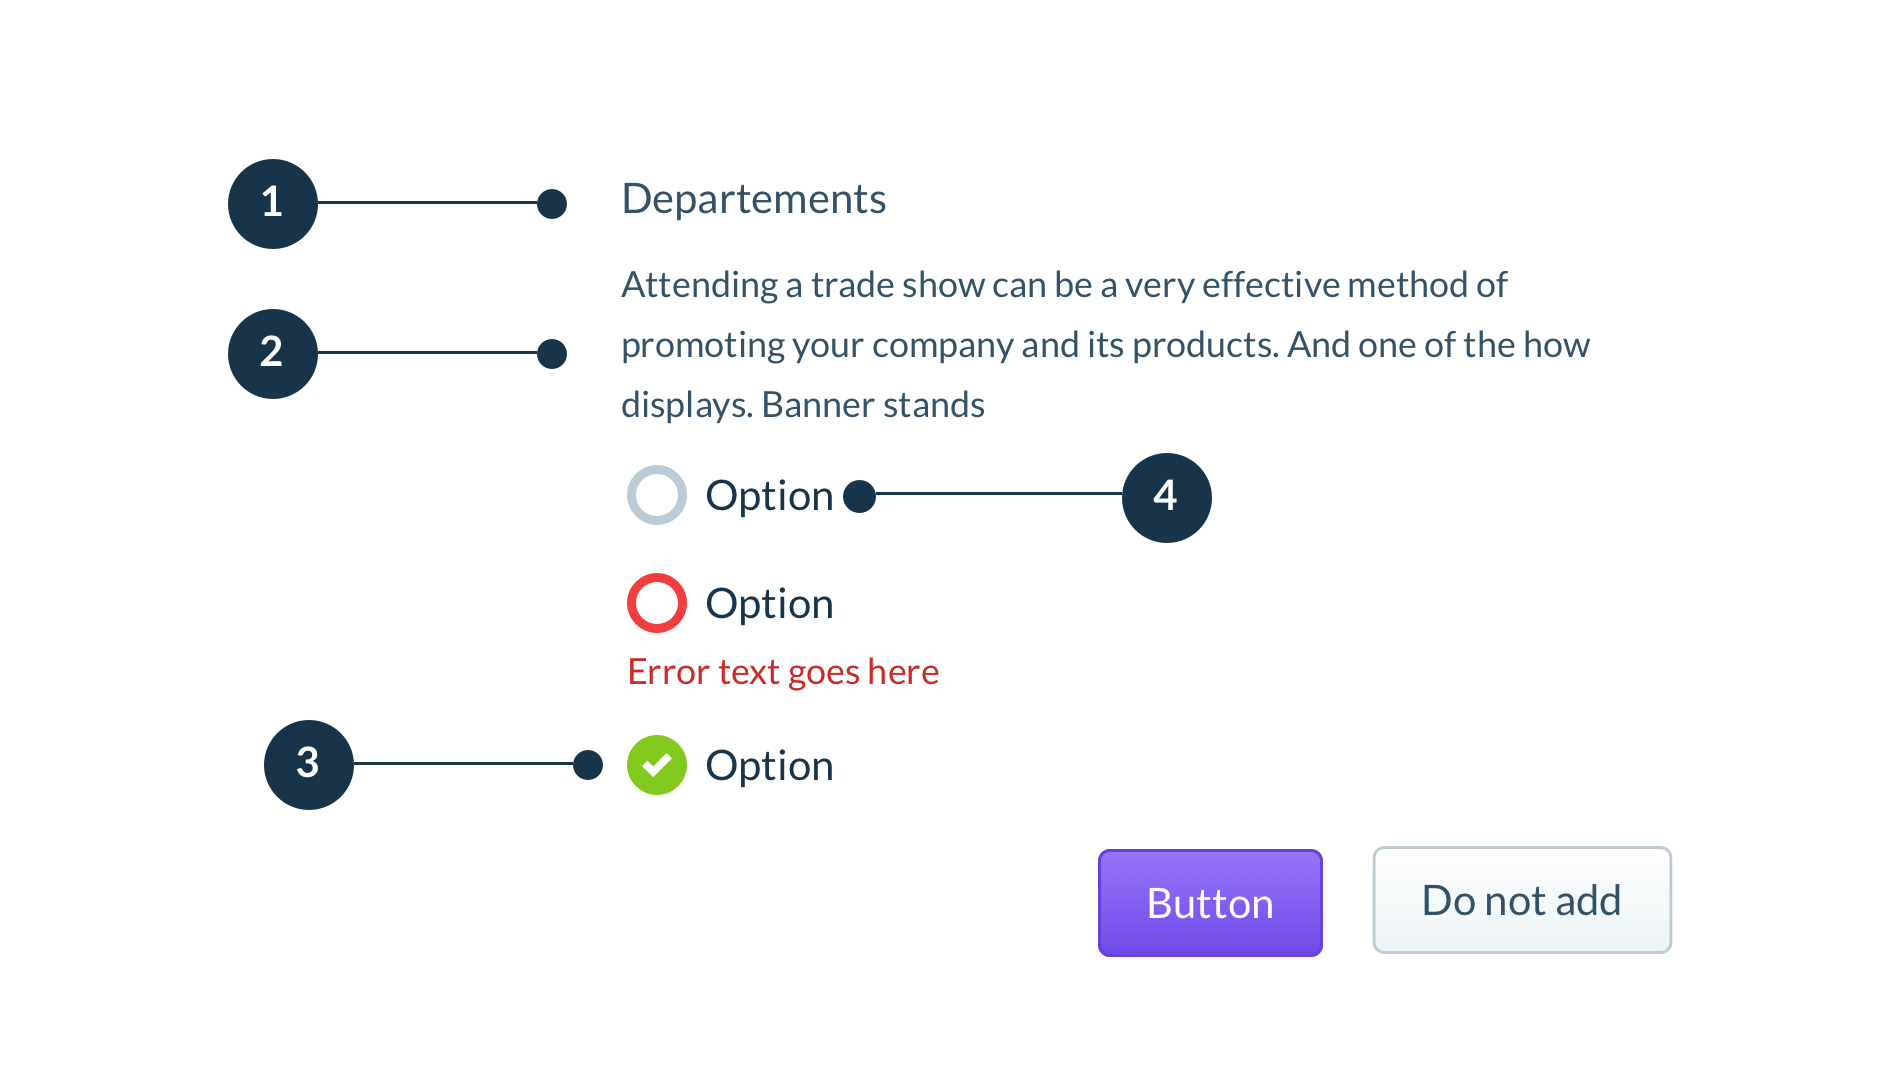 1
Departements
2
Attending a trade show can be a very effective method of
promoting your company and its products. And one of the how
displays. Banner stands
Option
4
Option
Error text goes here
3
Option
Button
Do not add